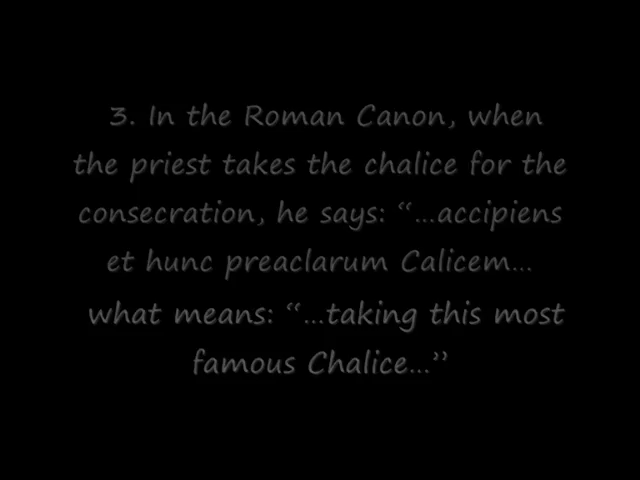 3. In the Roman Canon, when
the priest takes the chalice for the
consecration, he says: “...accipiens
et hunc preaclarum Calicem...
what means: “...taking this most
famous Chalice...”